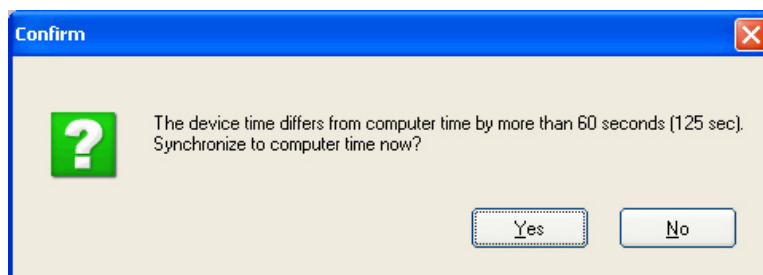 Confirm
The device time differs from computer time by more than 60 seconds (125 sec).
Synchronize to computer time now?
Yes
No